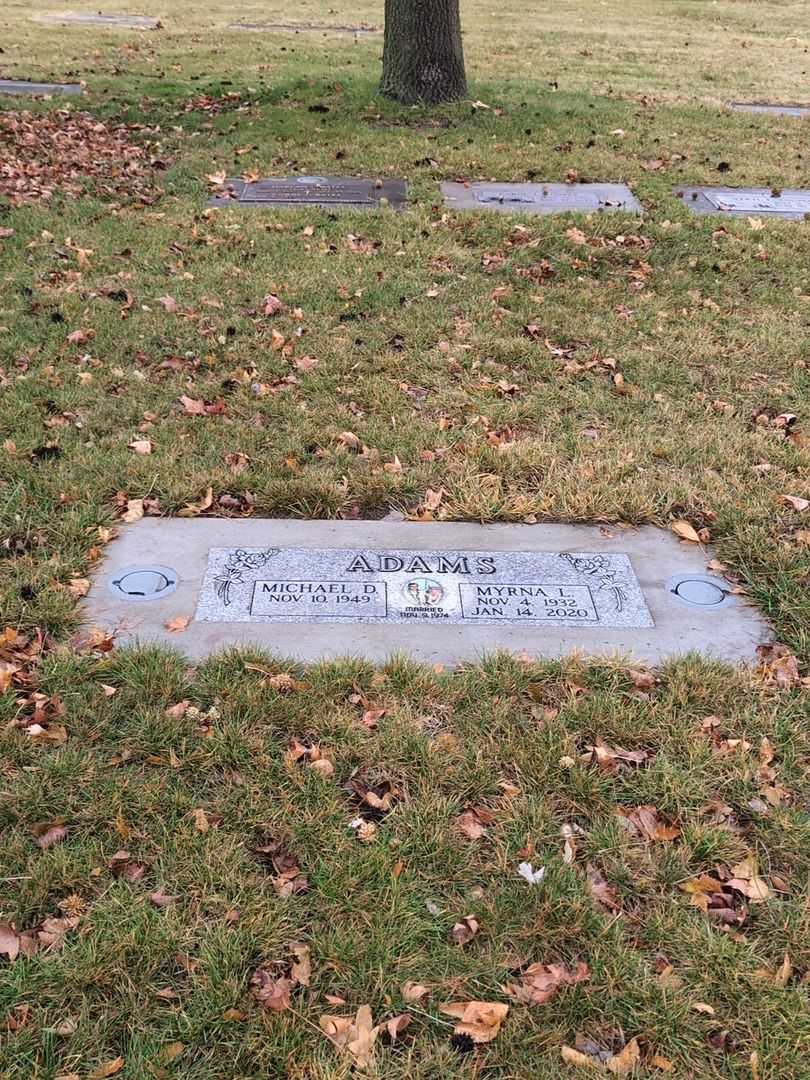 ADAMS
MICHAEL D.
NOV. 10, 1949
MARRIED
NOV. 9, 1974
MYRNA L.
NOV. 4, 1932
JAN. 14, 2020